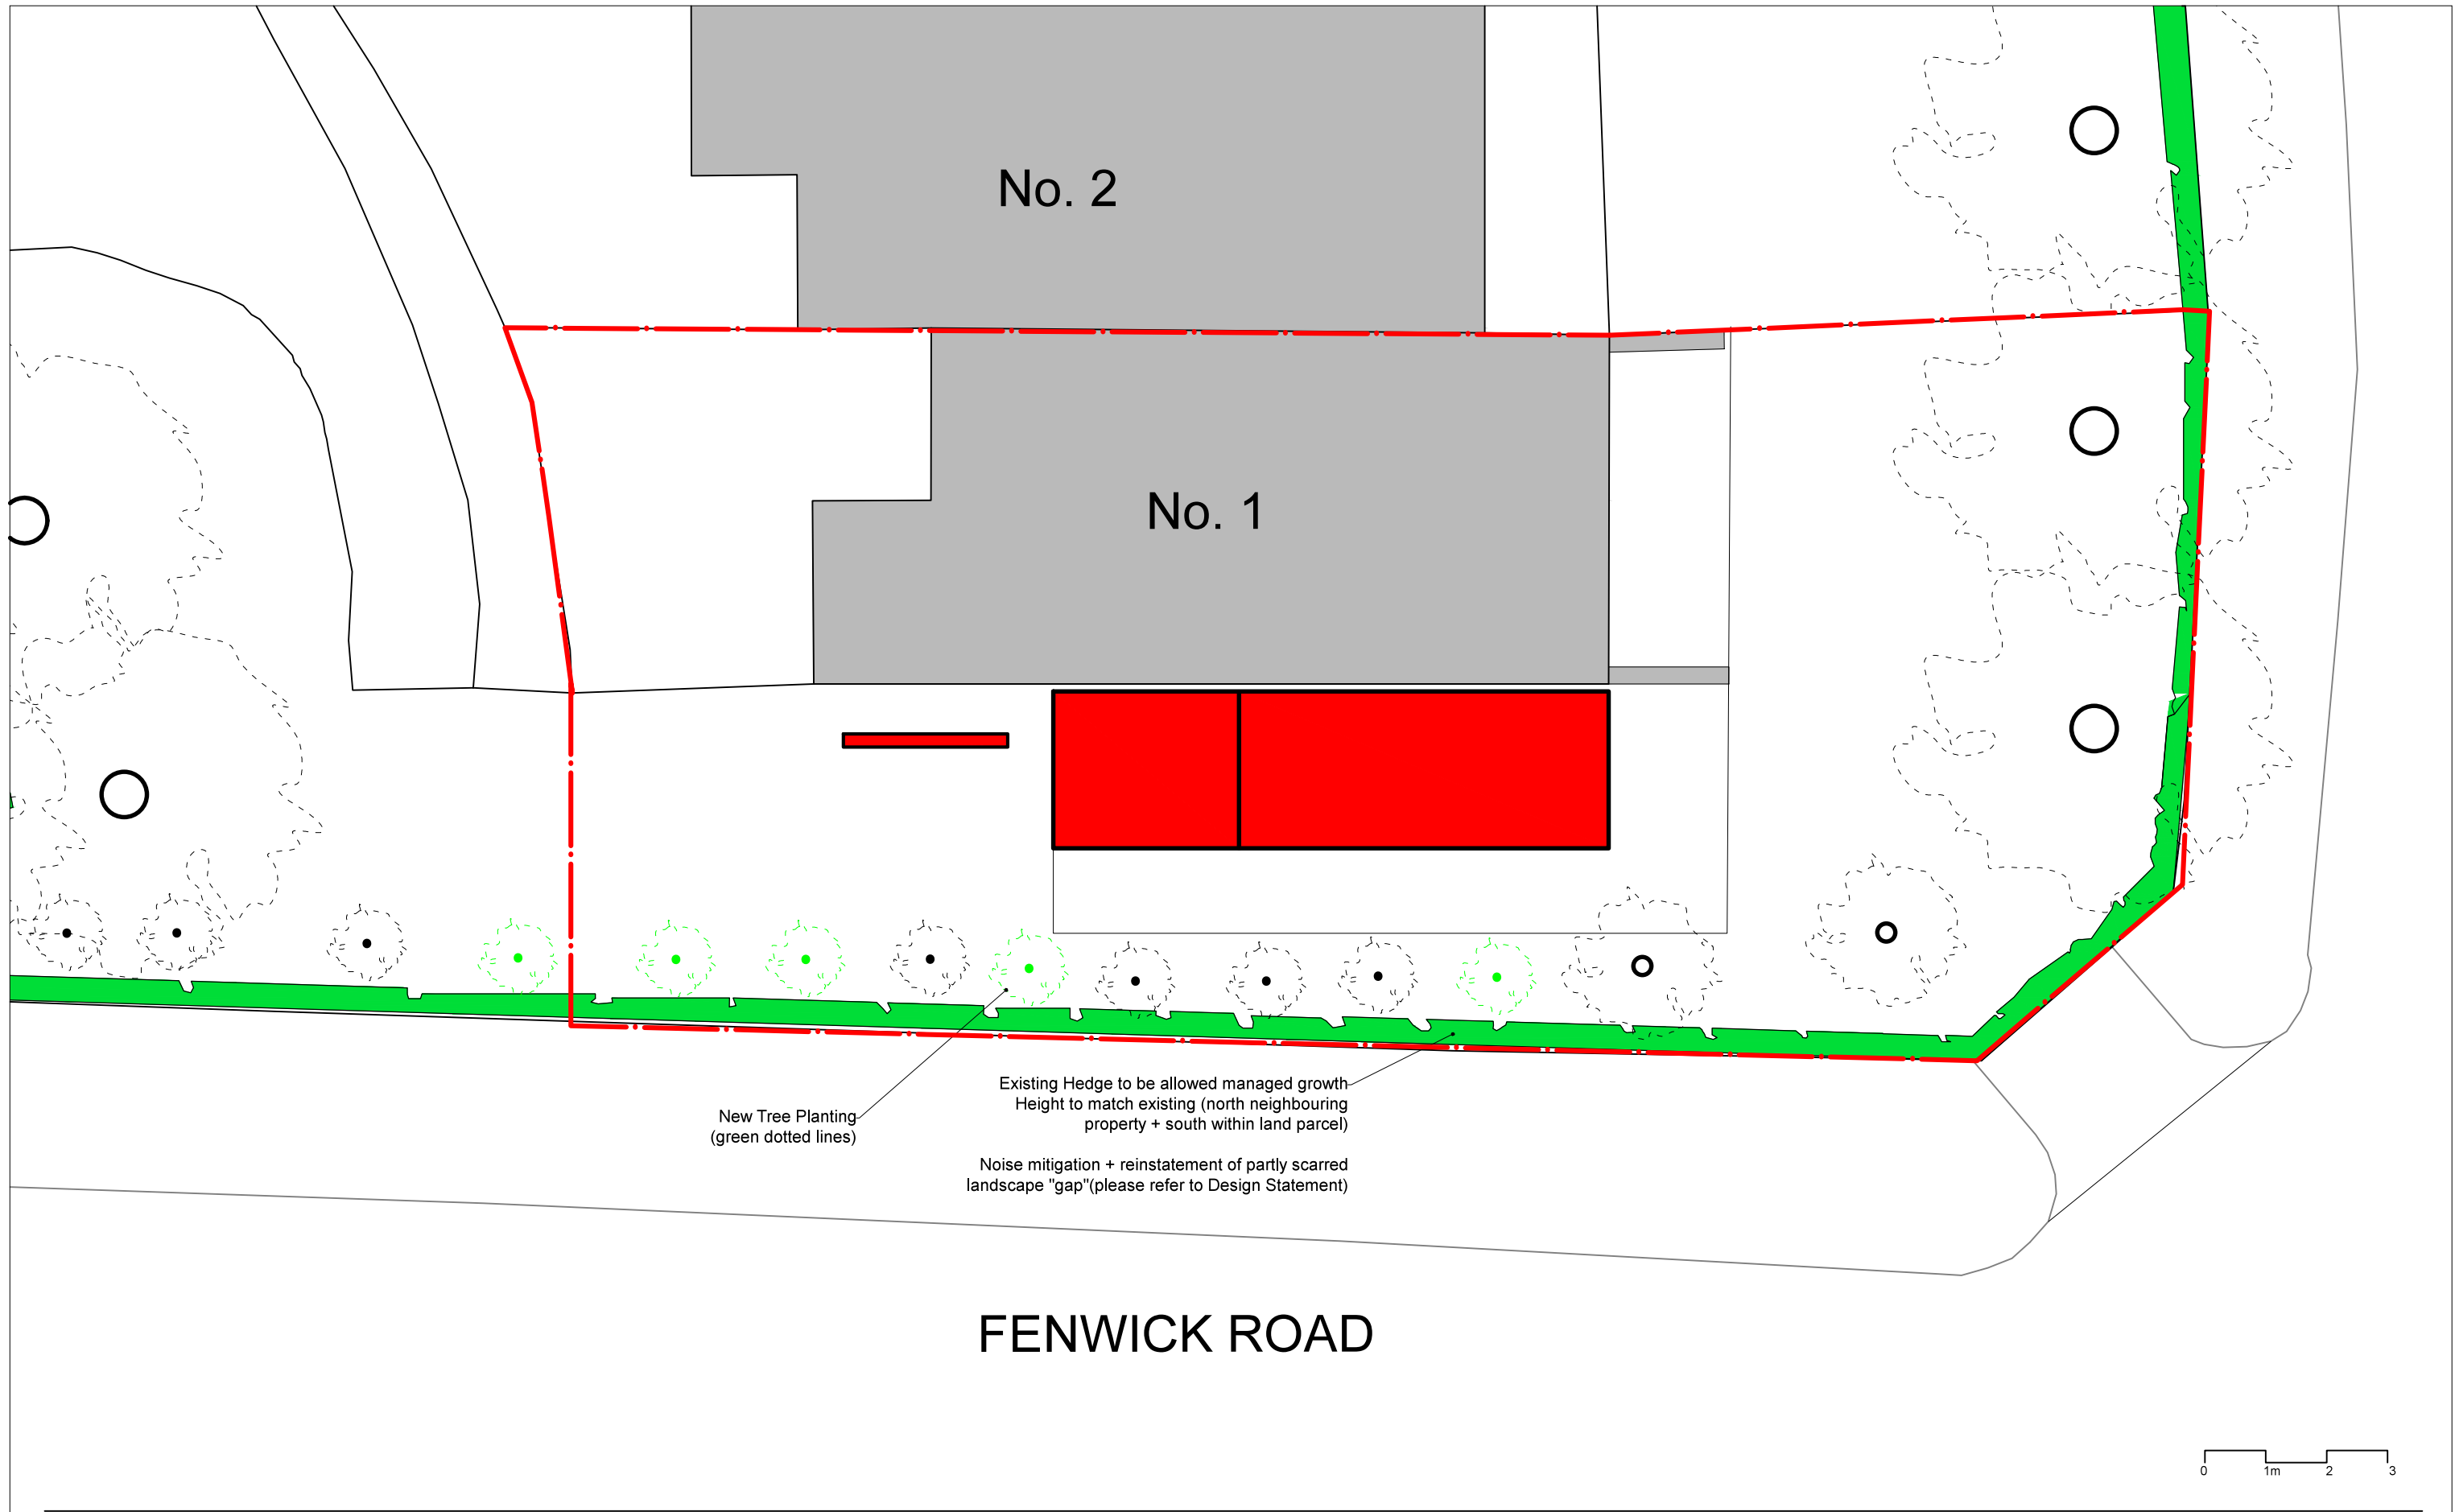 No. 2
No. 1
New Tree Planting
(green dotted lines)
Existing Hedge to be allowed managed growth
Height to match existing (north neighbouring
property + south within land parcel)
Noise mitigation + reinstatement of partly scarred
landscape "gap"(please refer to Design Statement)
FENWICK ROAD
0 1m 2 3